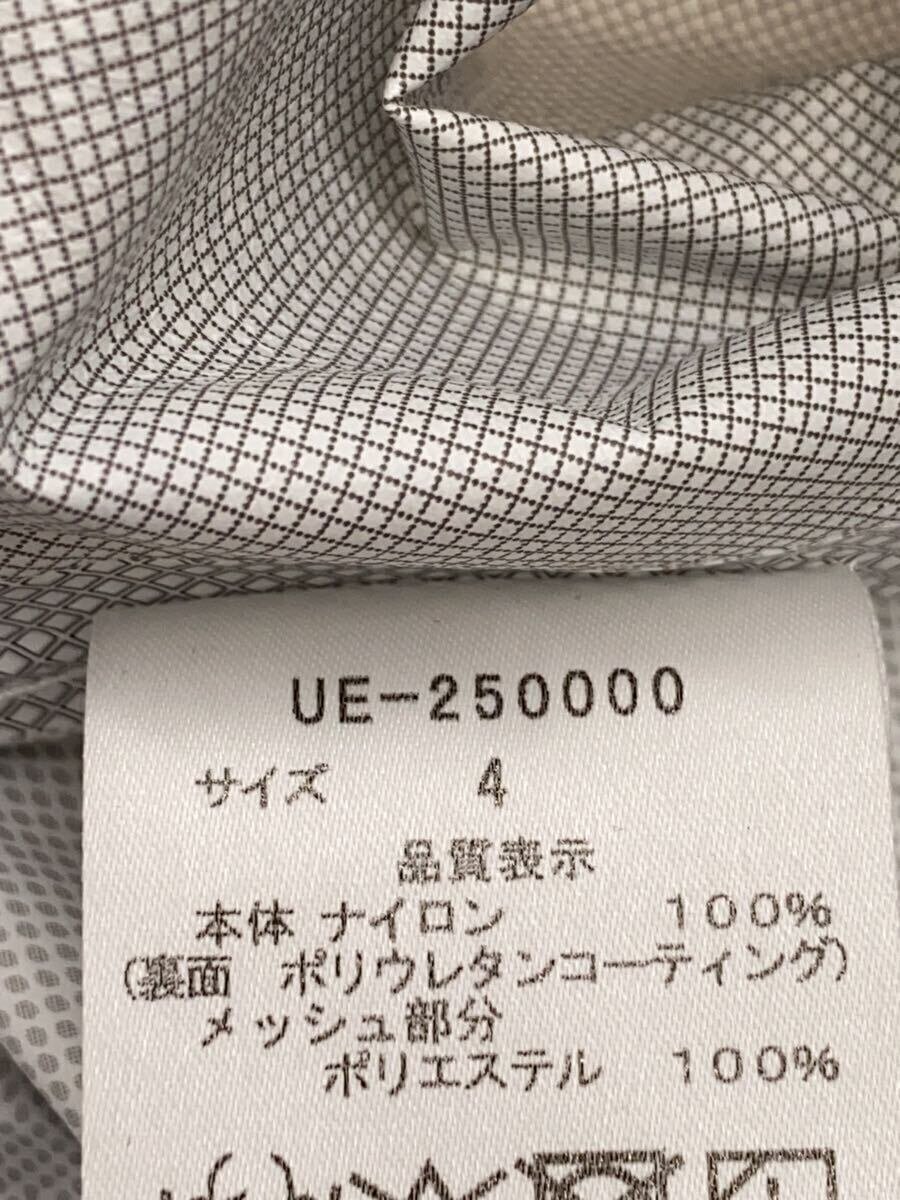 UE-250000
サイズ 4
品質表示
本体 ナイロン 100%
(裏面 ポリウレタンコーティング)
メッシュ部分
ポリエステル 100%